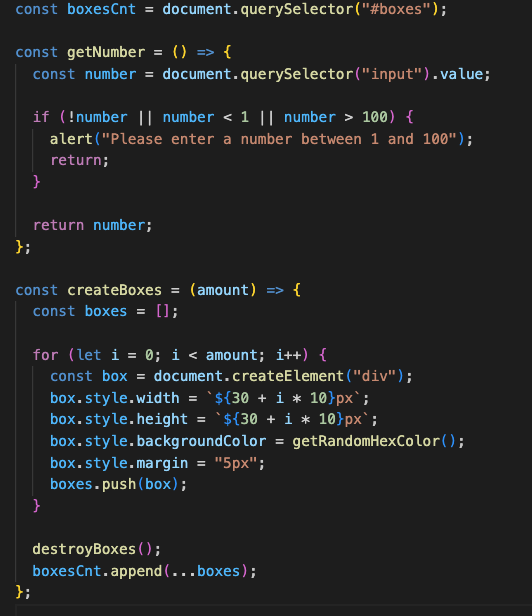 const boxesCnt = document.querySelector("#boxes");
const getNumber = () => {
const number = document.querySelector("input").value;
if (!number || number < 1 || number > 100) {
alert("Please enter a number between 1 and 100");
return;
}
return number;
};
const createBoxes = (amount) => {
const boxes = [];
for (let i = 0; i < amount; i++) {
const box = document.createElement("div");
box.style.width = `${30 + i * 10}px`;
box.style.height = `${30 + i * 10}px`;
box.style.backgroundColor = getRandomHexColor();
box.style.margin = "5px";
boxes.push(box);
}
destroyBoxes();
boxesCnt.append(...boxes);
};